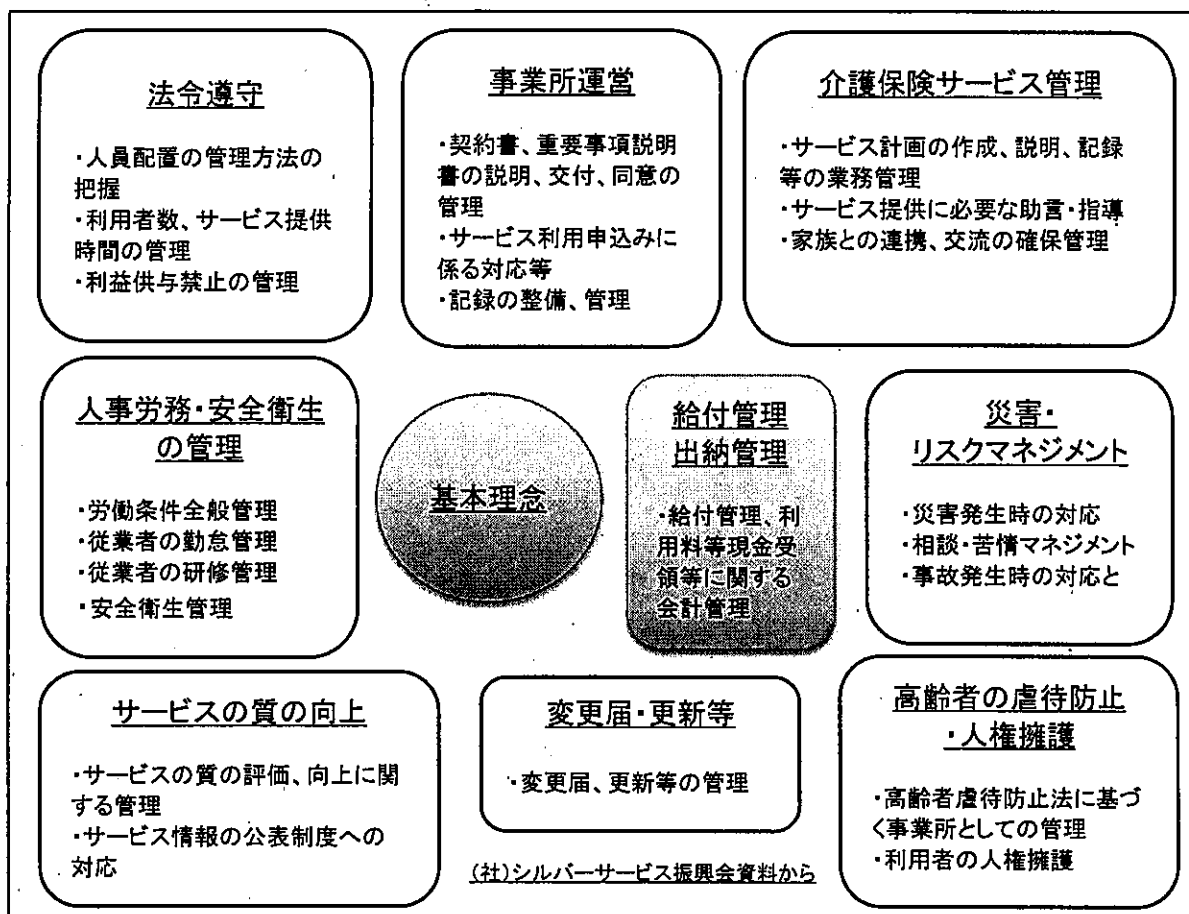 法令遵守
・人員配置の管理方法の
把握
・利用者数、サービス提供
時間の管理
・利益供与禁止の管理
事業所運営
・契約書、重要事項説明
書の説明、交付、同意の
管理
・サービス利用申込みに
係る対応等
・記録の整備、管理
介護保険サービス管理
・サービス計画の作成、説明、記録
等の業務管理
・サービス提供に必要な助言・指導
・家族との連携、交流の確保管理
人事労務・安全衛生
の管理
・労働条件全般管理
・従業者の勤怠管理
・従業者の研修管理
・安全衛生管理
基本理念
給付管理
出納管理
・給付管理、利
用料等現金受
領等に関する
会計管理
災害・
リスクマネジメント
・災害発生時の対応
・相談・苦情マネジメント
・事故発生時の対応と
サービスの質の向上
・サービスの質の評価、向上に関
する管理
・サービス情報の公表制度への
対応
変更届・更新等
・変更届、更新等の管理
(社)シルバーサービス振興会資料から
高齢者の虐待防止
・人権擁護
・高齢者虐待防止法に基づ
く事業所としての管理
・利用者の人権擁護